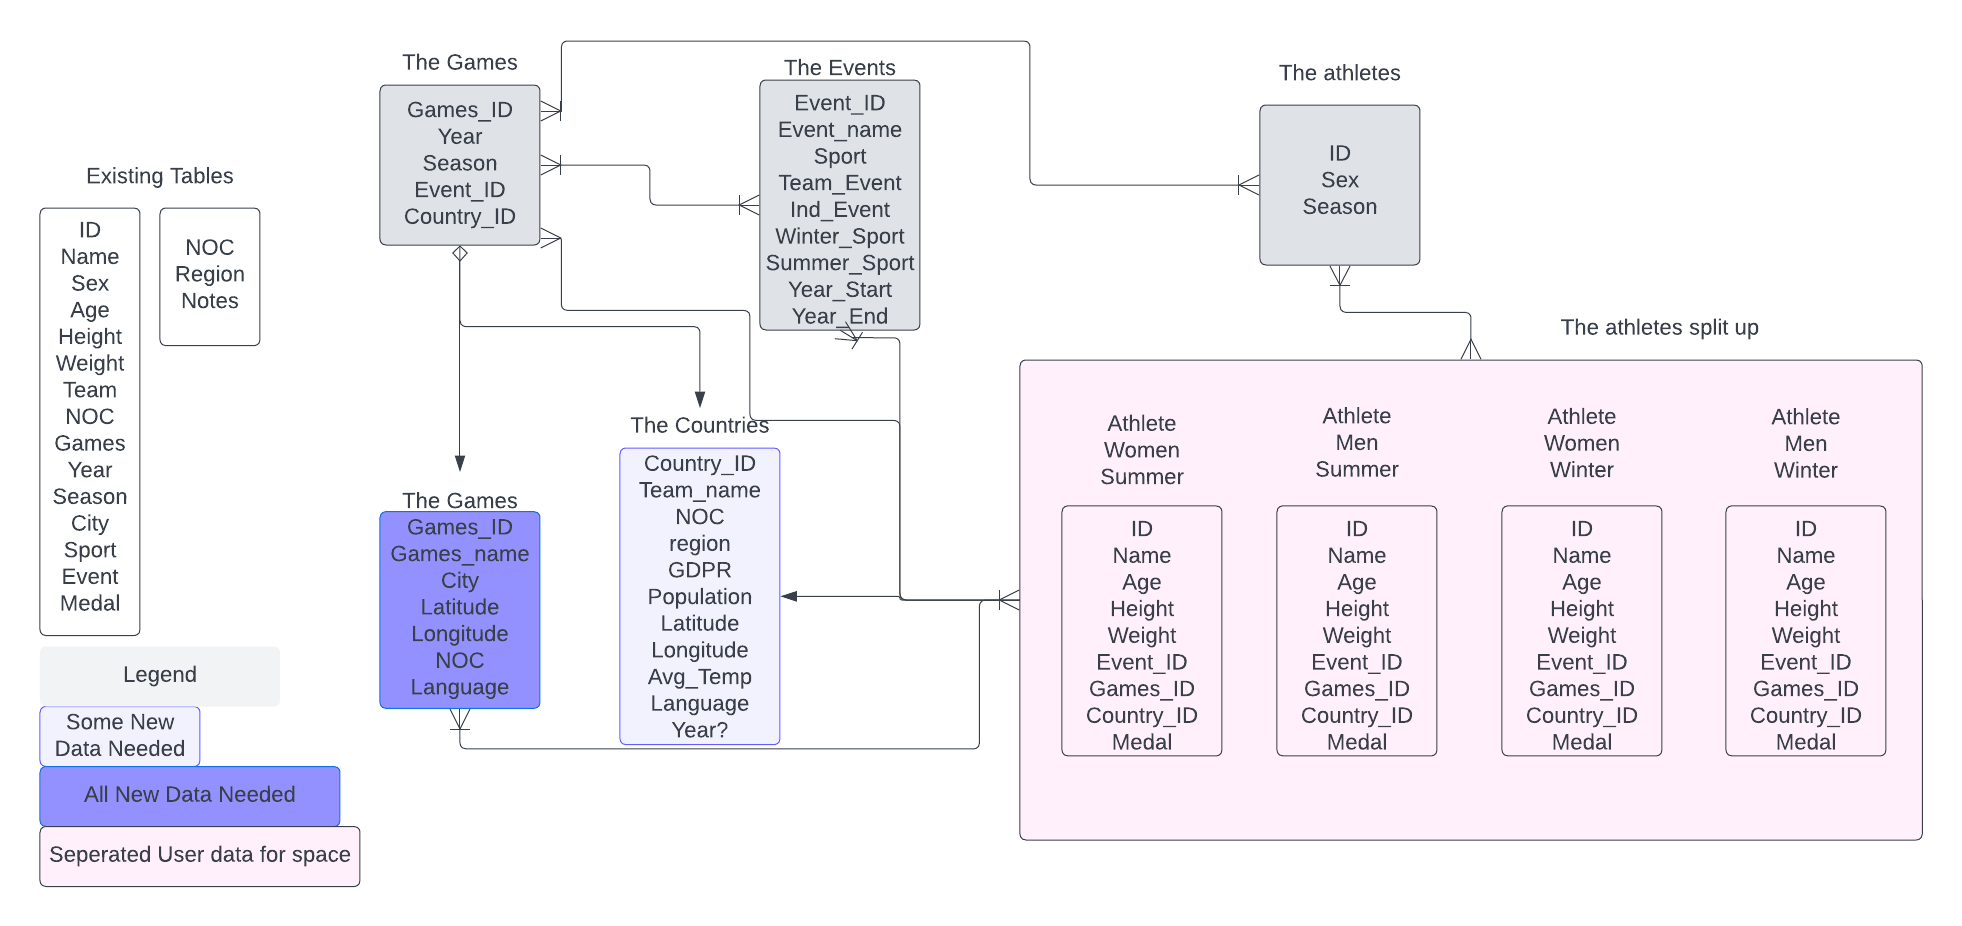 Existing Tables
ID
Name
Sex
Age
Height
Weight
Team
NOC
Games
Year
Season
City
Sport
Event
Medal
NOC
Region
Notes
Legend
Some New
Data Needed
All New Data Needed
Seperated User data for space
The Games
Games_ID
Year
Season
Event_ID
Country_ID
The Events
Event_ID
Event_name
Sport
Team_Event
Ind_Event
Winter_Sport
Summer_Sport
Year_Start
Year_End
The athletes
ID
Sex
Season
The Games
Games_ID
Games_name
City
Latitude
Longitude
NOC
Language
The Countries
Country_ID
Team_name
NOC
region
GDPR
Population
Latitude
Longitude
Avg_Temp
Language
Year?
The athletes split up
Athlete
Women
Summer
ID
Name
Age
Height
Weight
Event_ID
Games_ID
Country_ID
Medal
Athlete
Men
Summer
ID
Name
Age
Height
Weight
Event_ID
Games_ID
Country_ID
Medal
Athlete
Women
Winter
ID
Name
Age
Height
Weight
Event_ID
Games_ID
Country_ID
Medal
Athlete
Men
Winter
ID
Name
Age
Height
Weight
Event_ID
Games_ID
Country_ID
Medal